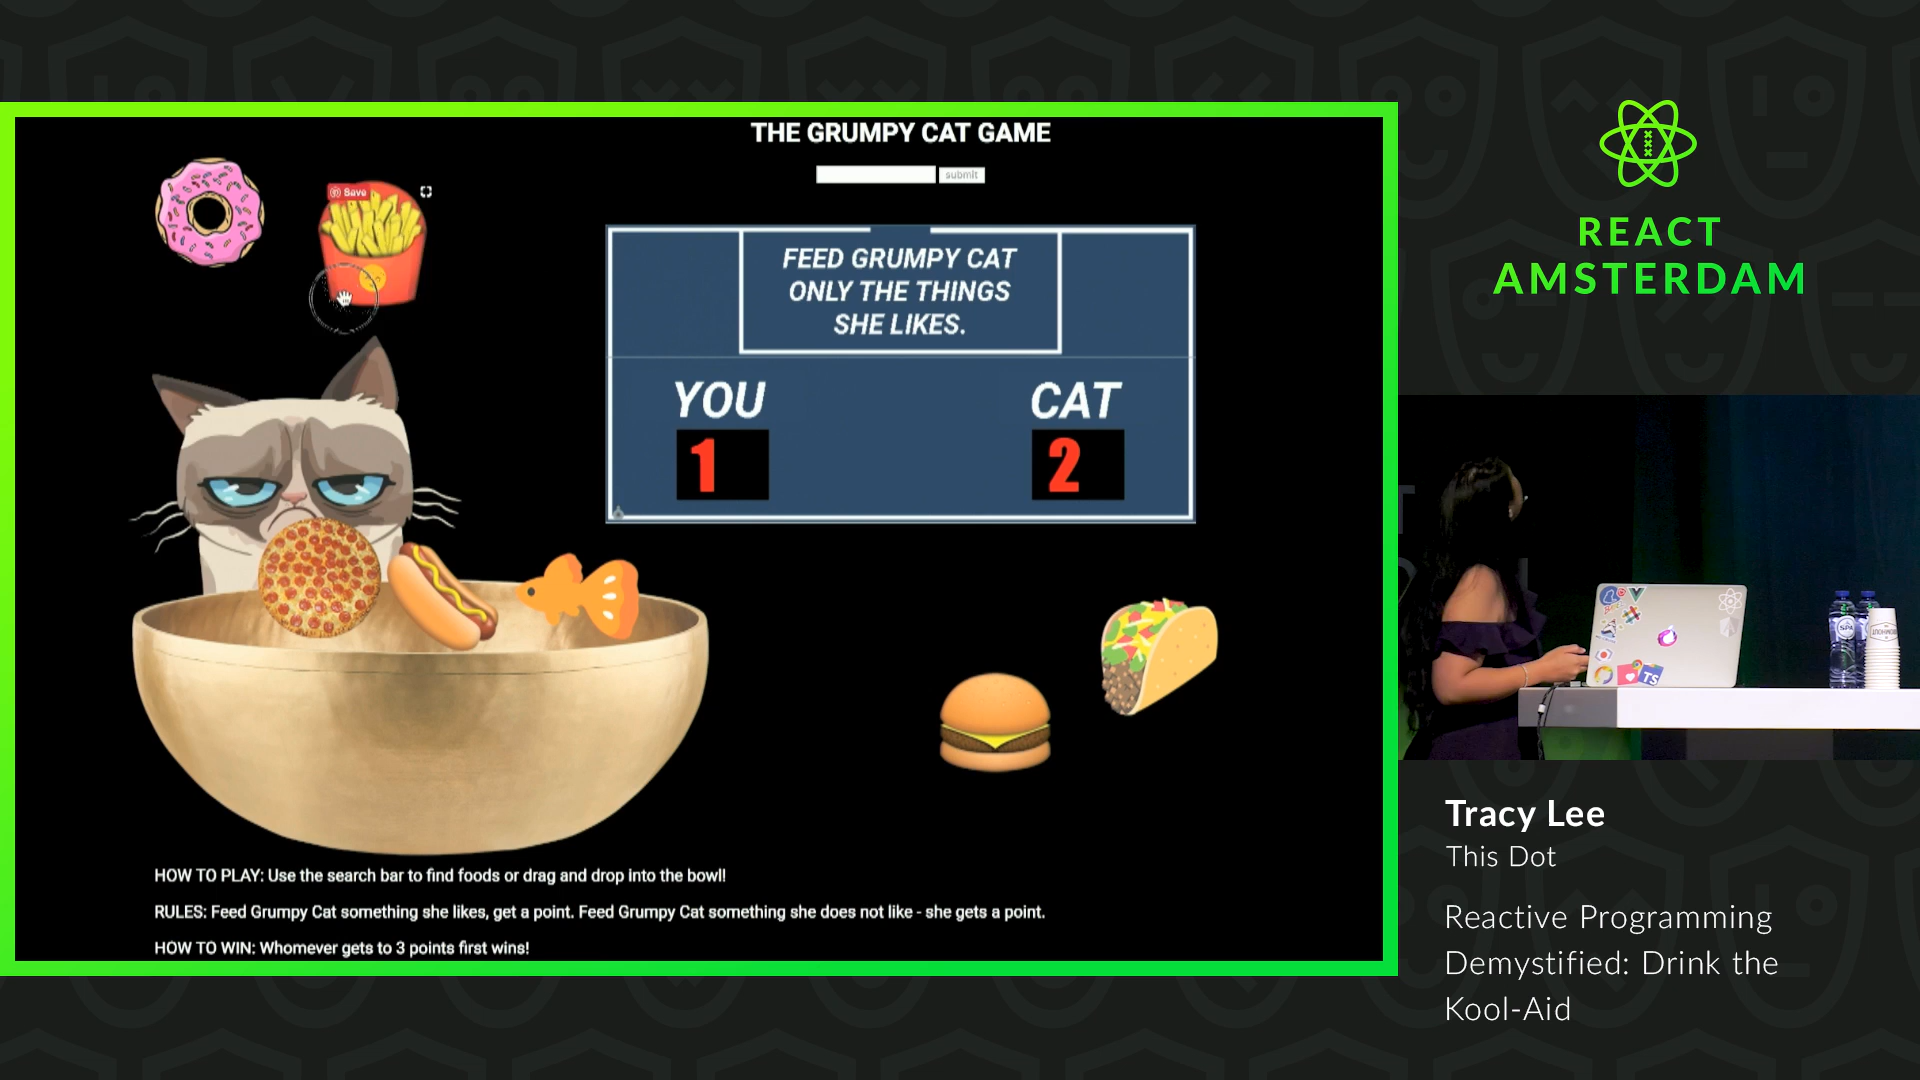 THE GRUMPY CAT GAME
submit
Save
FEED GRUMPY CAT
ONLY THE THINGS
SHE LIKES.
YOU
CAT
1
2
HOW TO PLAY: Use the search bar to find foods or drag and drop into the bowl!
RULES: Feed Grumpy Cat something she likes, get a point. Feed Grumpy Cat something she does not like - she gets a point.
HOW TO WIN: Whomever gets to 3 points first wins!
REACT
AMSTERDAM
TS
SPA
Tracy Lee
This Dot
Reactive Programming
Demystified: Drink the
Kool-Aid